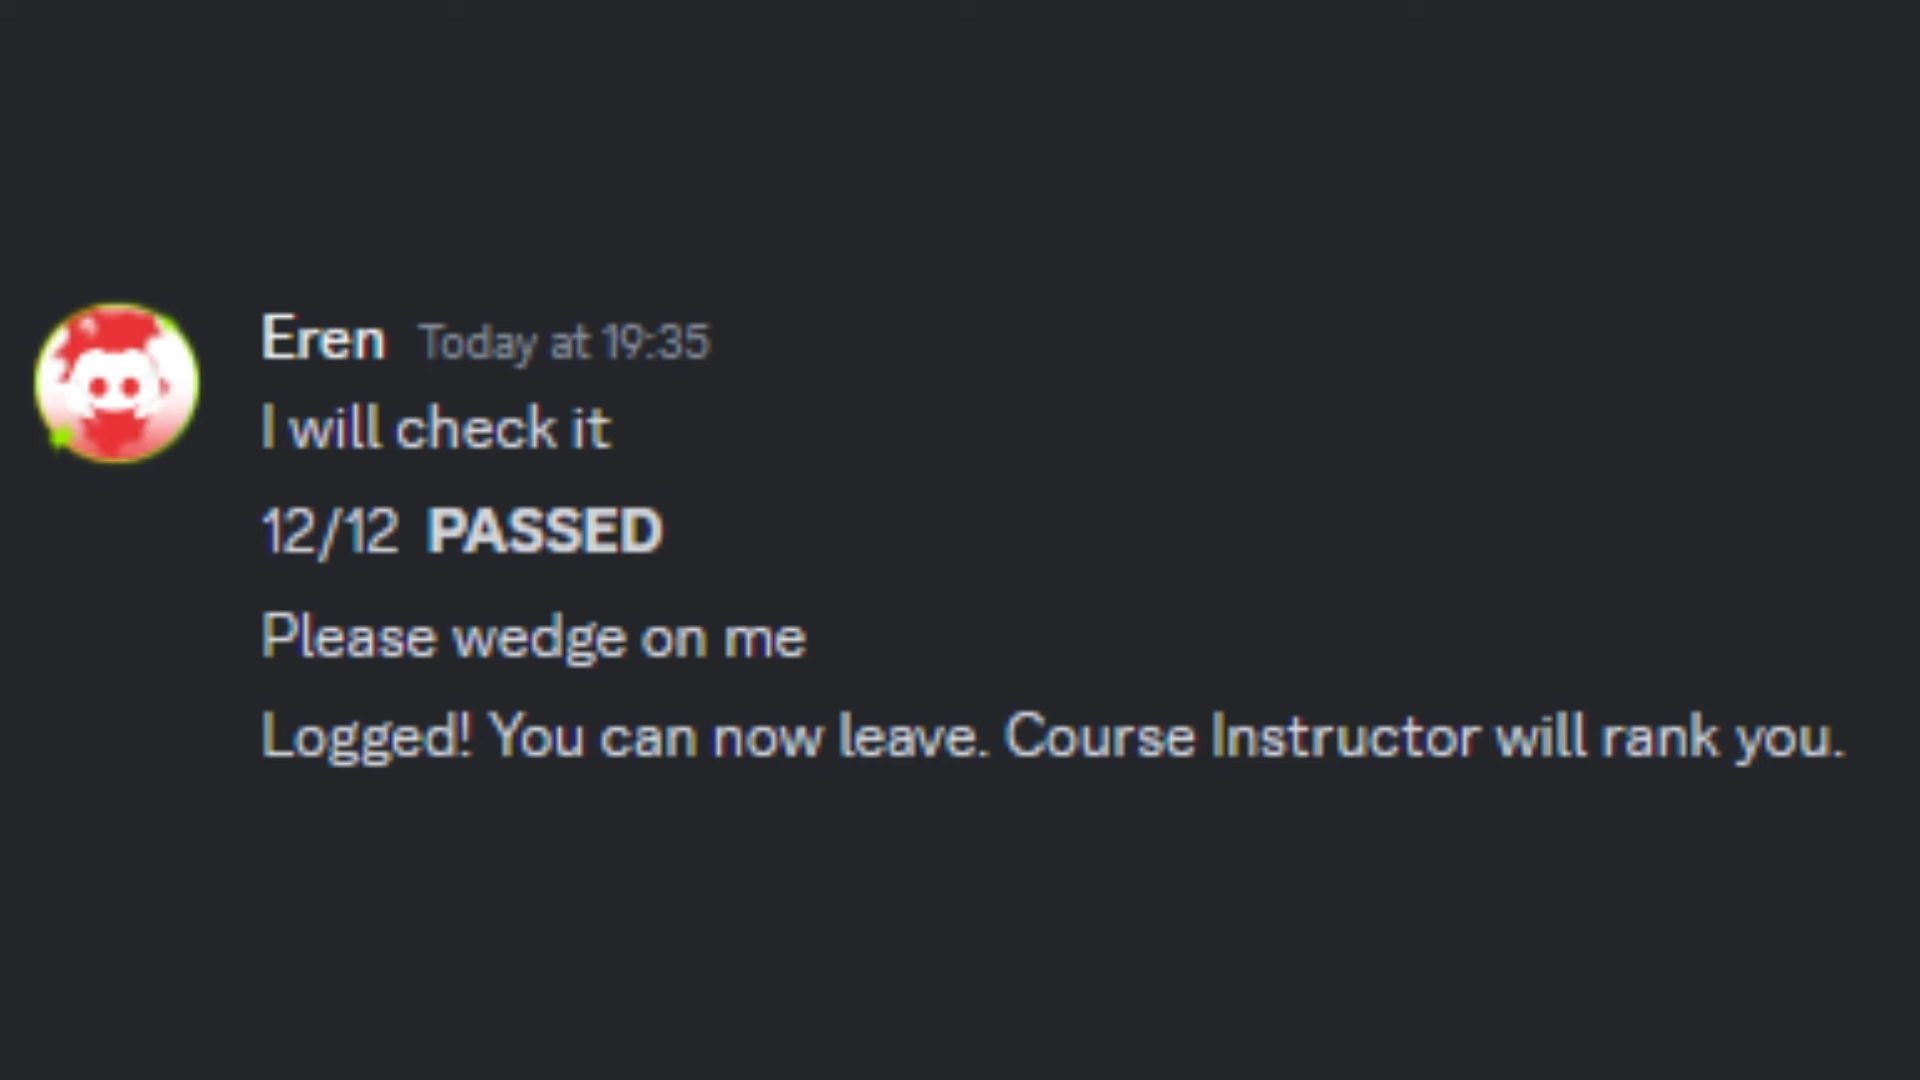 Eren Today at 19:35
I will check it
12/12 PASSED
Please wedge on me
Logged! You can now leave. Course Instructor will rank you.